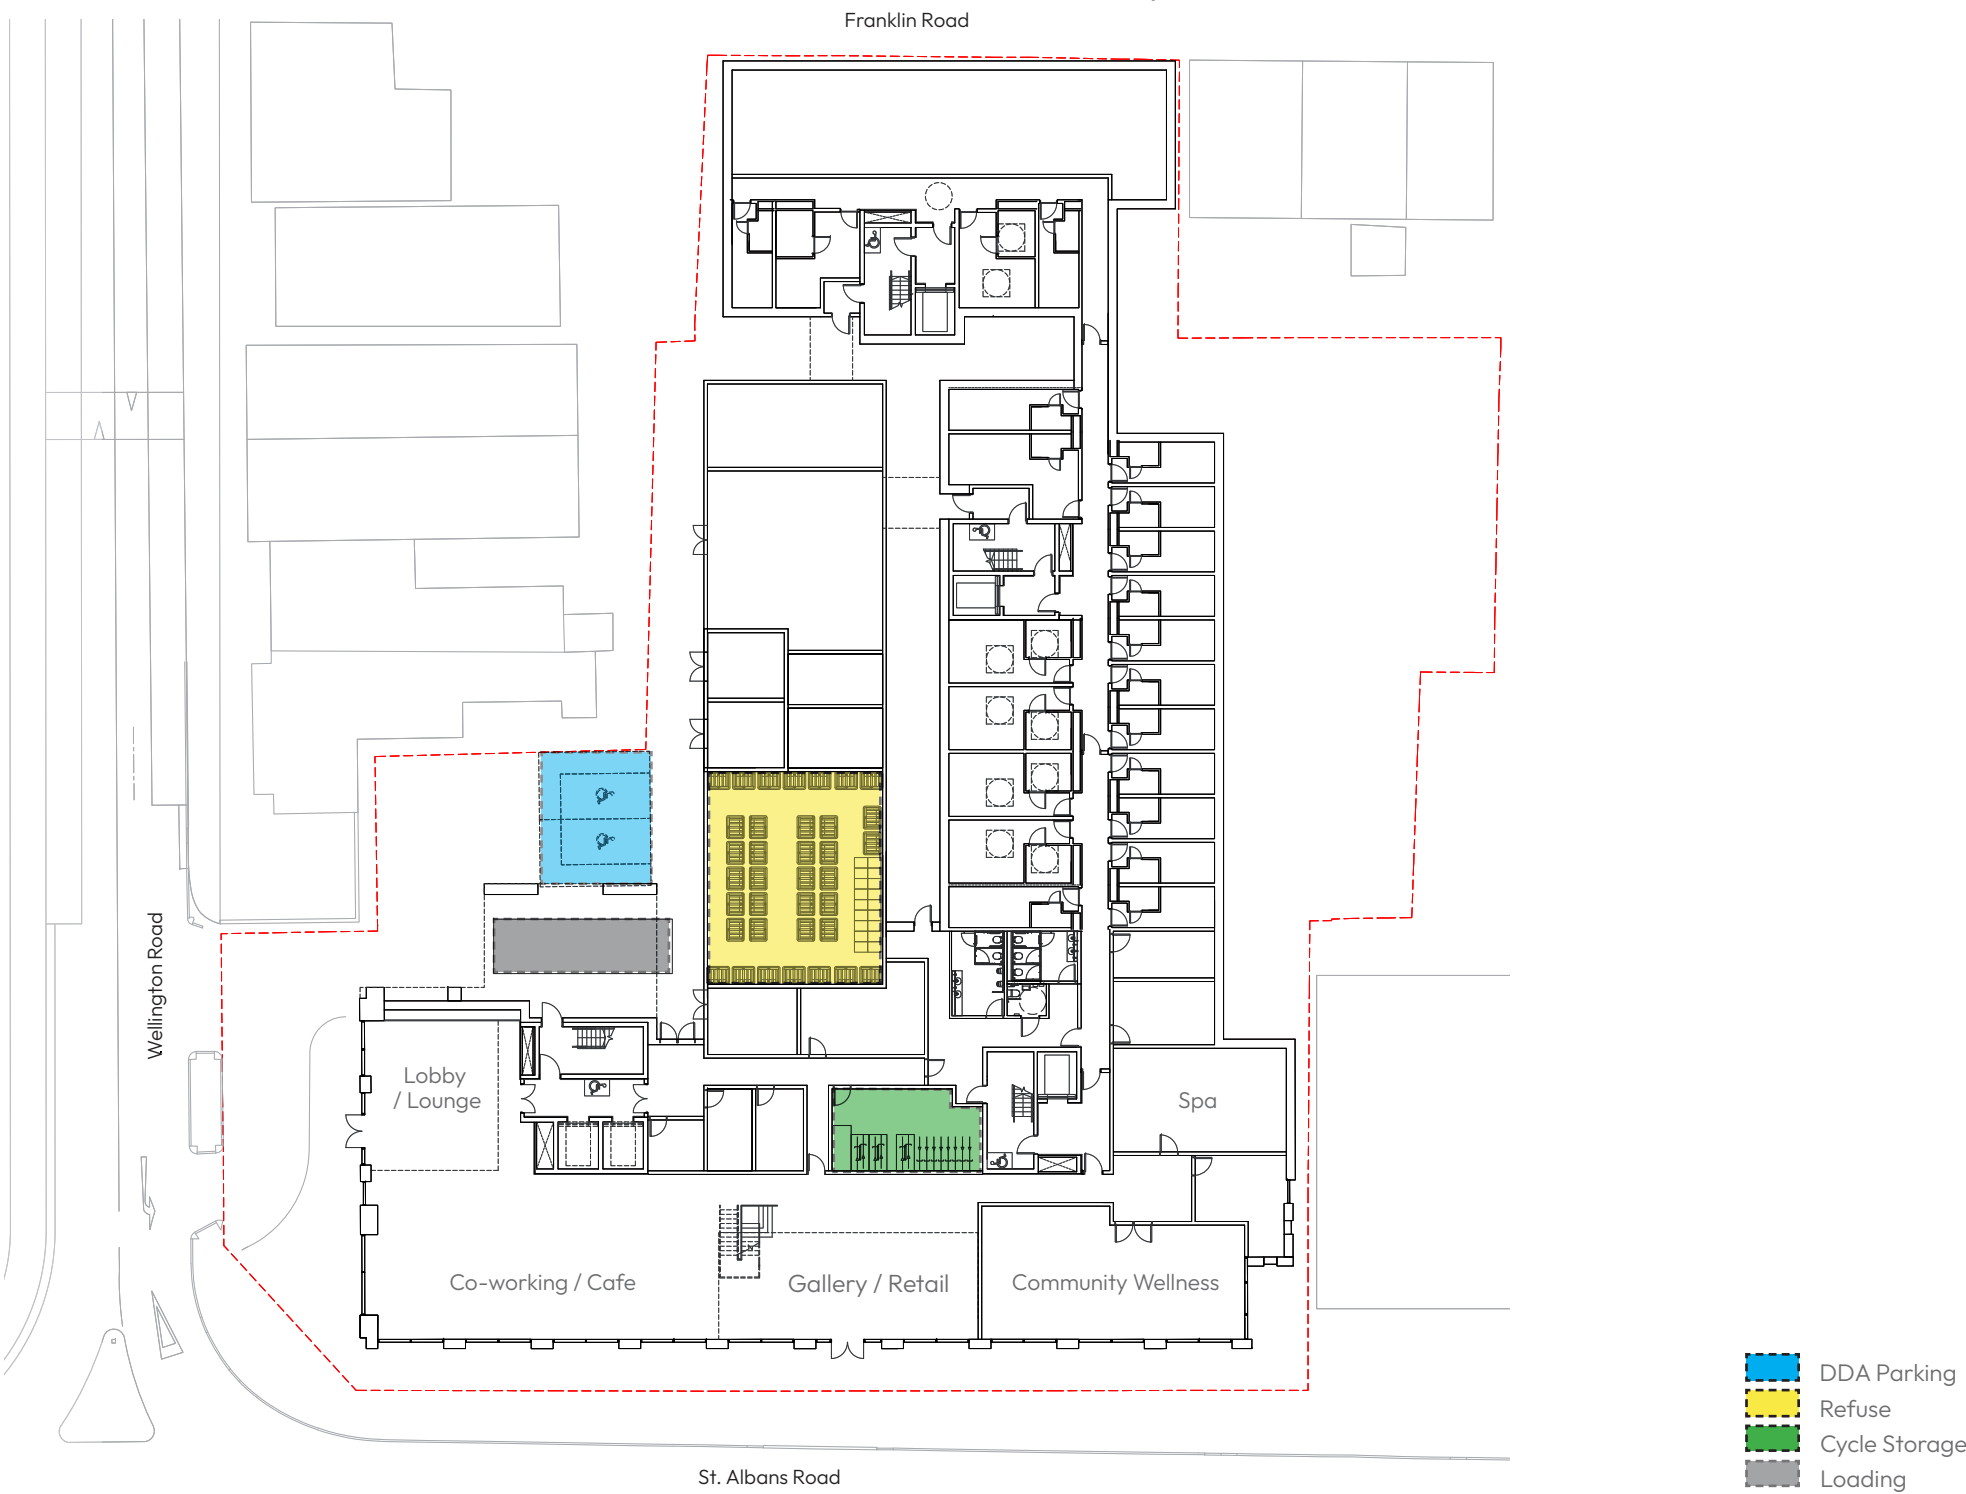 Franklin Road
Wellington Road
Lobby
/ Lounge
Spa
Co-working / Cafe
Gallery / Retail
Community Wellness
St. Albans Road
DDA Parking
Refuse
Cycle Storage
Loading